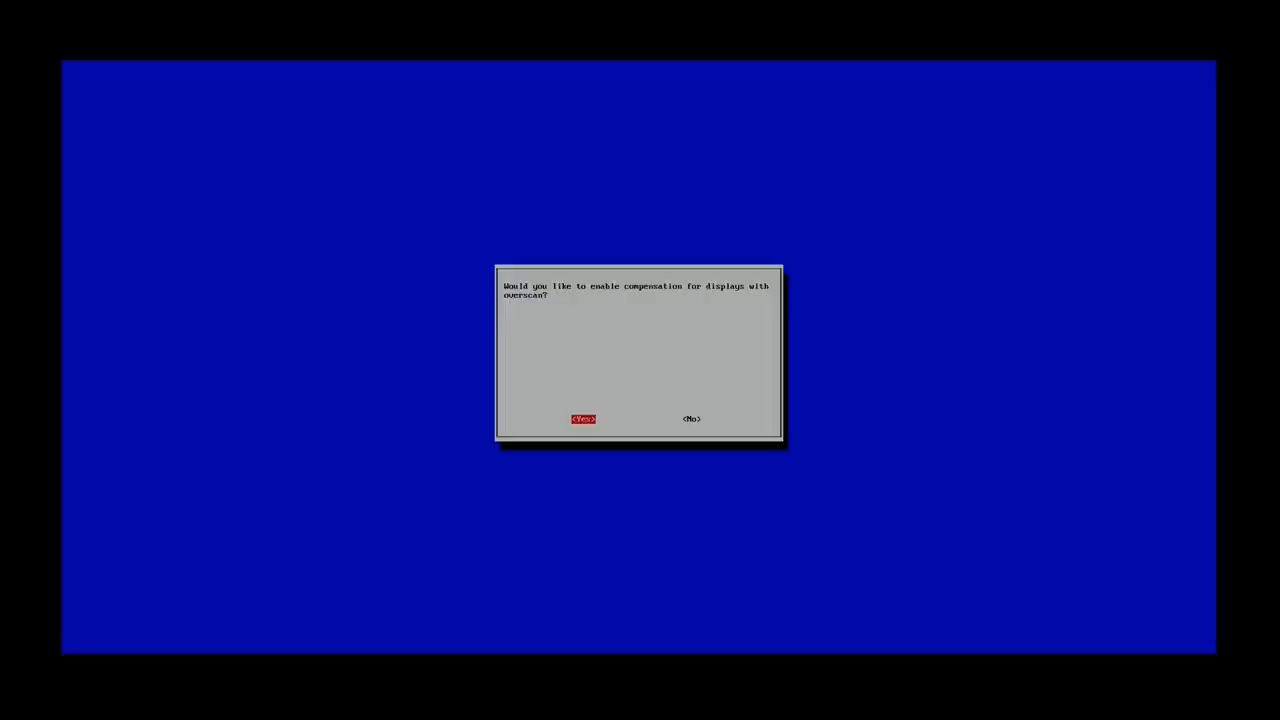 Would you like to enable compensation for displays with
overscan?
<Yes> <No>